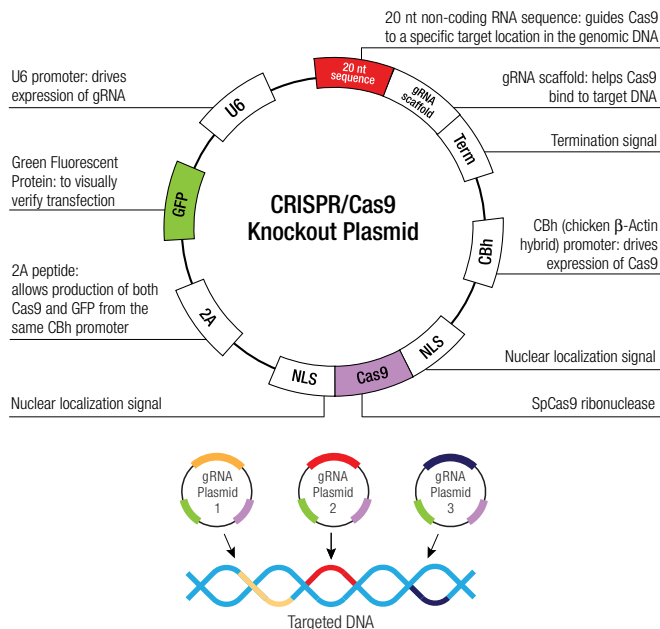 20 nt non-coding RNA sequence: guides Cas9
to a specific target location in the genomic DNA
U6 promoter: drives
expression of gRNA
20 nt
sequence
gRNA
scaffold
gRNA scaffold: helps Cas9
bind to target DNA
U6
Term
Termination signal
Green Fluorescent
Protein: to visually
verify transfection
GFP
CRISPR/Cas9
Knockout Plasmid
CBh
CBh (chicken β-Actin
hybrid) promoter: drives
expression of Cas9
2A peptide:
allows production of both
Cas9 and GFP from the
same CBh promoter
2A
NLS
Cas9
NLS
Nuclear localization signal
Nuclear localization signal
SpCas9 ribonuclease
gRNA
Plasmid
1
gRNA
Plasmid
2
gRNA
Plasmid
3
Targeted DNA